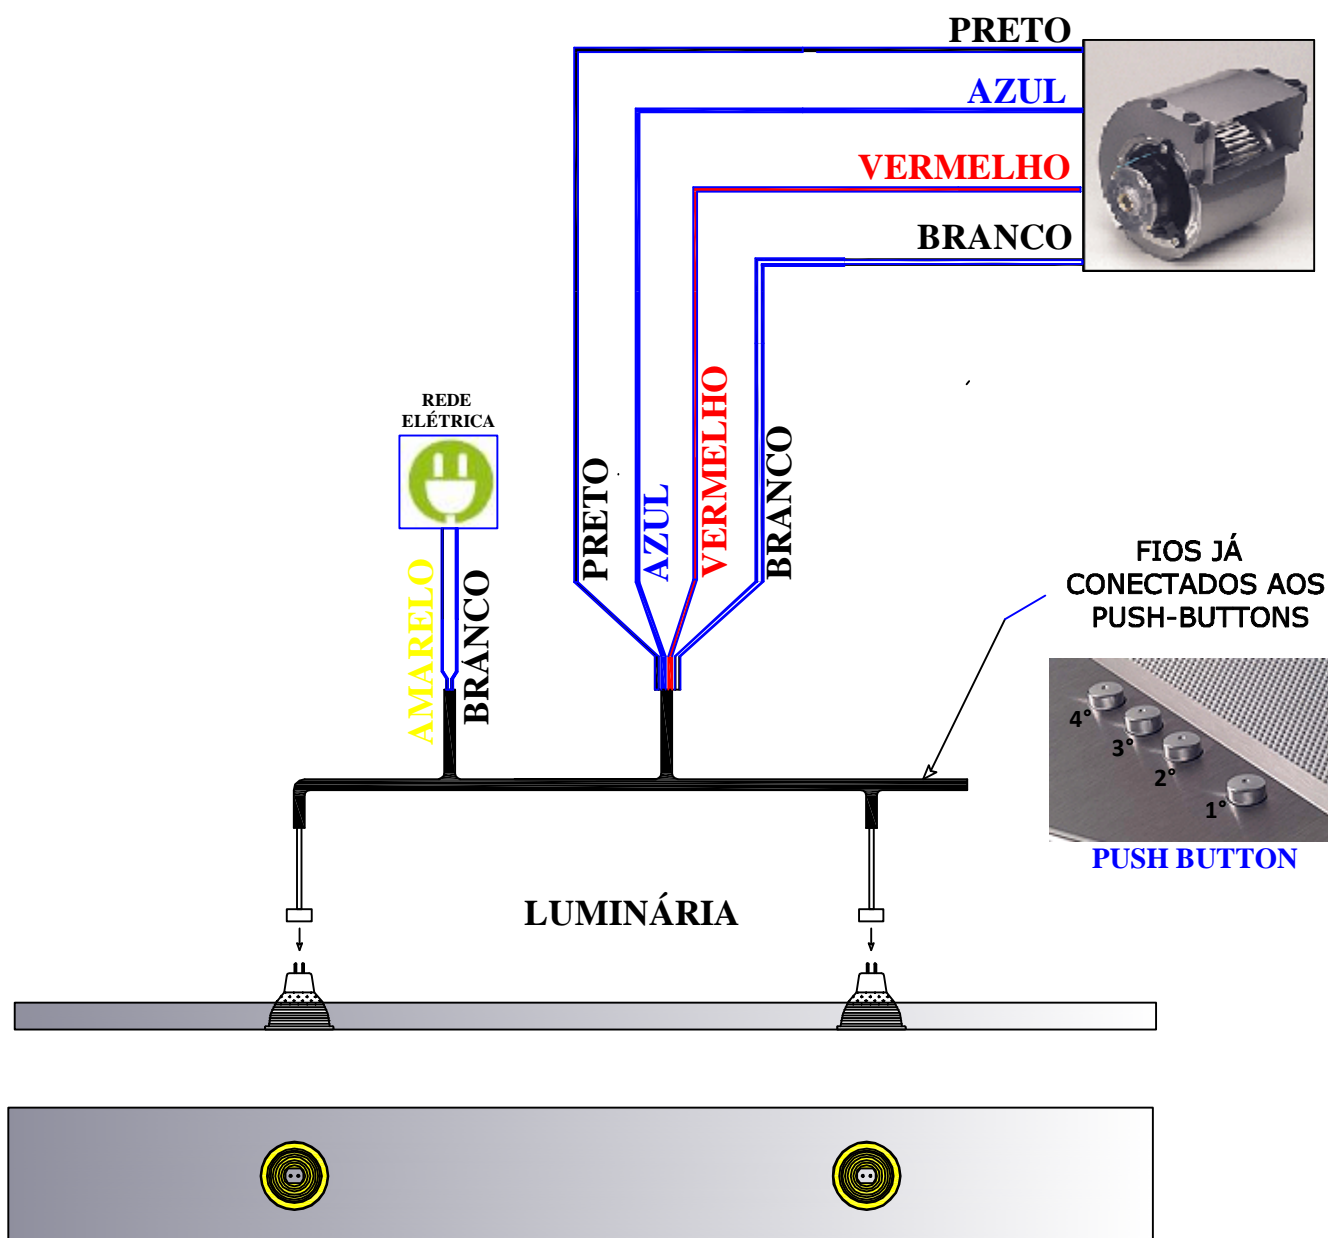 PRETO
AZUL
VERMELHO
BRANCO
REDE
ELÉTRICA
AMARELO
BRÁNCO
PRETO
AZUL
VERMELHO
BRANCO
FIOS JÁ
CONECTADOS AOS
PUSH-BUTTONS
4°
3°
2°
1°
PUSH BUTTON
LUMINÁRIA